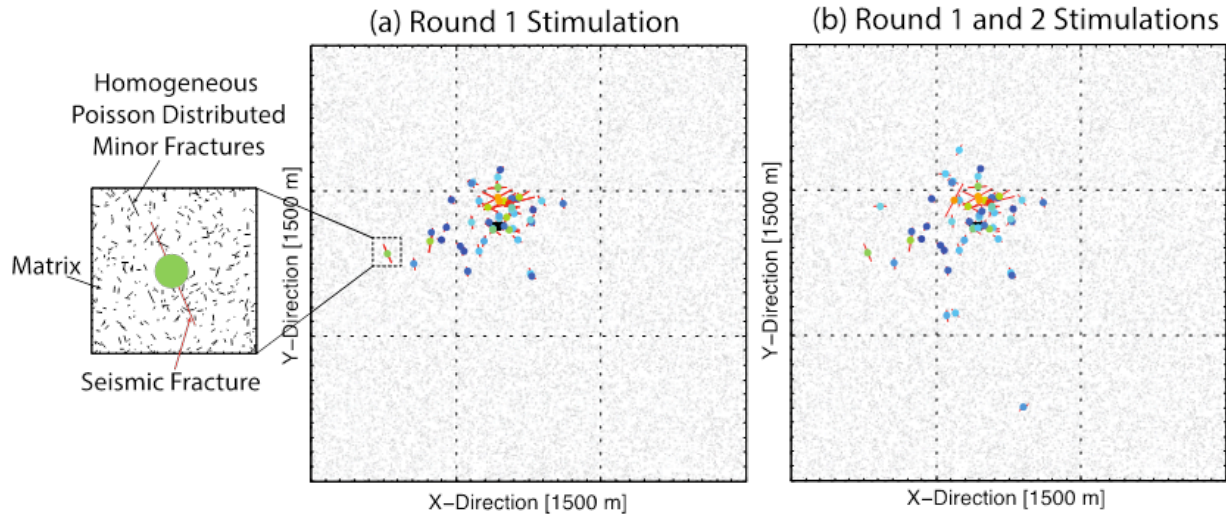 (a) Round 1 Stimulation
(b) Round 1 and 2 Stimulations
Homogeneous
Poisson Distributed
Minor Fractures
Matrix
Seismic Fracture
Y−Direction [1500 m]
X−Direction [1500 m]
Y−Direction [1500 m]
X−Direction [1500 m]